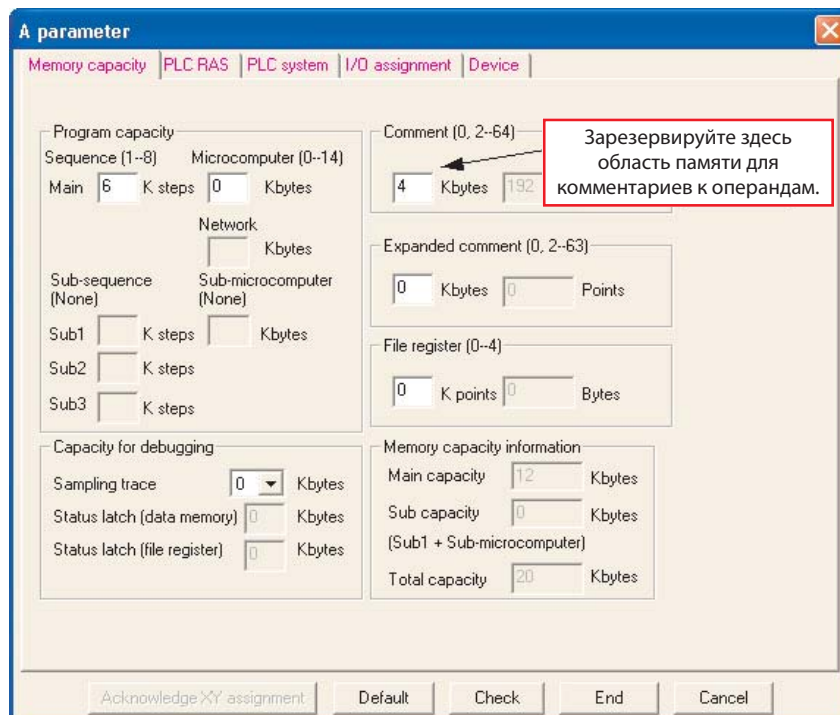 A parameter
Memory capacity PLC RAS PLC system I/O assignment Device
Program capacity
Sequence (1--8) Microcomputer (0--14)
Main 6 K steps 0 Kbytes
Network
Kbytes
Sub-sequence Sub-microcomputer
(None) (None)
Sub1 K steps Kbytes
Sub2 K steps
Sub3 K steps
Comment (0, 2--64)
4 Kbytes 192
Зарезервируйте здесь
область памяти для
комментариев к операндам.
Expanded comment (0, 2--63)
0 Kbytes 0 Points
File register (0--4)
0 K points 0 Bytes
Capacity for debugging
Sampling trace 0 Kbytes
Status latch (data memory) 0 Kbytes
Status latch (file register) 0 Kbytes
Memory capacity information
Main capacity 12 Kbytes
Sub capacity 0 Kbytes
(Sub1 + Sub-microcomputer)
Total capacity 20 Kbytes
Acknowledge XY assignment Default Check End Cancel